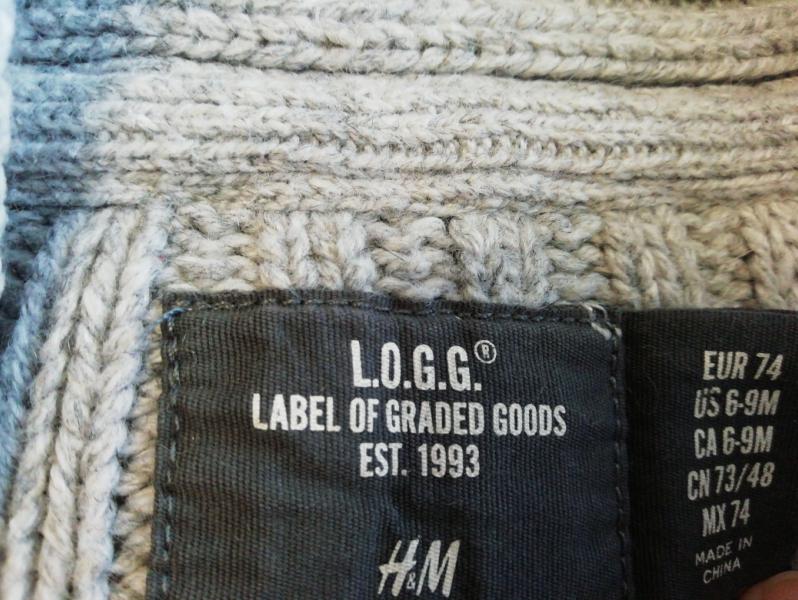 L.O.G.G.®
LABEL OF GRADED GOODS
EST. 1993
H&M
EUR 74
US 6-9M
CA 6-9M
CN 73/48
MX 74
MADE IN
CHINA